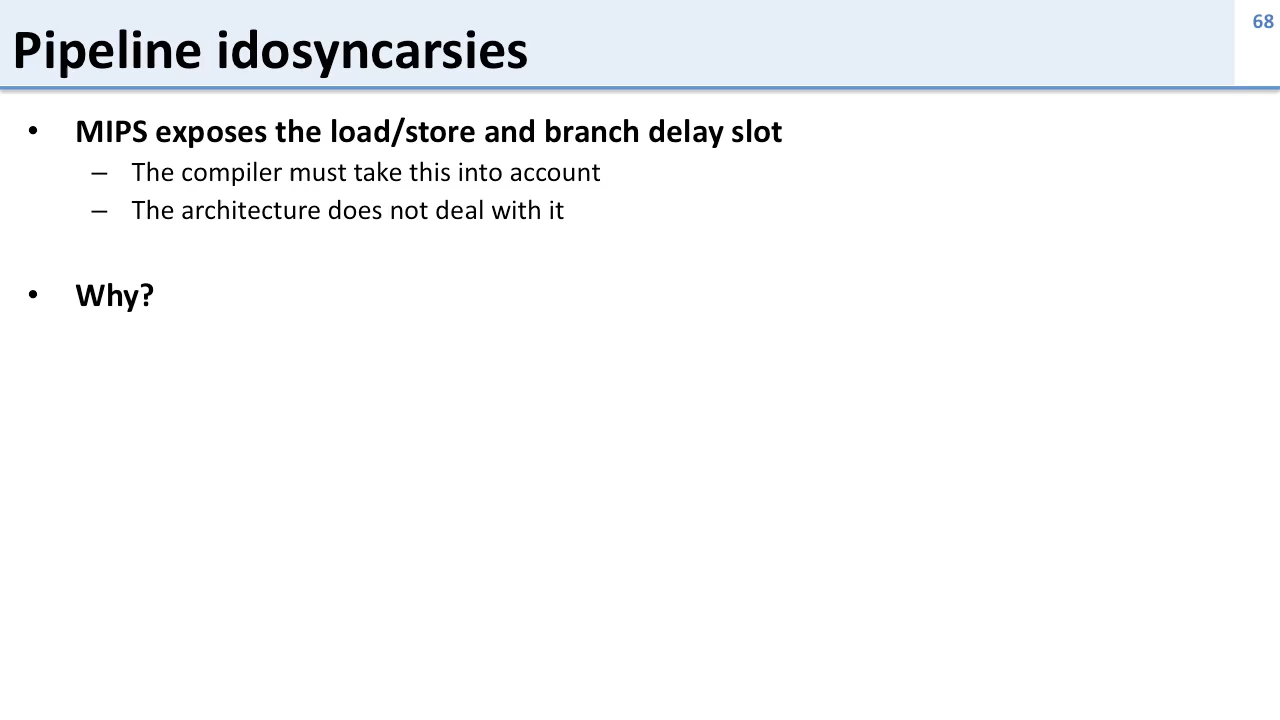 68
Pipeline idosyncarsies
• MIPS exposes the load/store and branch delay slot
– The compiler must take this into account
– The architecture does not deal with it
• Why?